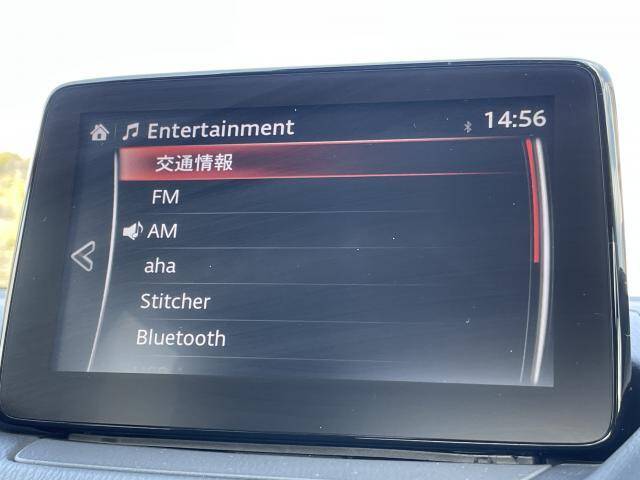 Entertainment 14:56
交通情報
FM
AM
aha
Stitcher
Bluetooth